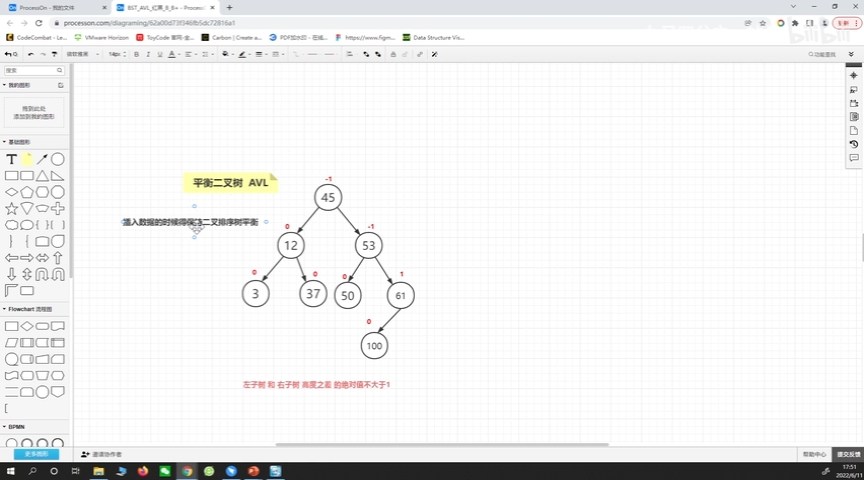 ProcessOn - 我的文件
BST_AVL_红黑_B_B+ - Process
processon.com/diagraming/62a00d73f346fb5dc72816a1
CodeCombat - Le...
VMware Horizon
ToyCode 官网-全...
Carbon | Create a...
PDF加水印 - 在线...
https://www.figm...
Data Structure Vis...
bilibili
B I U A
功能查找
搜索
我的图形
拖到此处
添加到我的图形
基础图形
T
Flowchart 流程图
BPMN
更多图形
平衡二叉树 AVL
插入数据的时候得保证二叉排序树平衡
-1
45
0
-1
12
53
0
0
0
1
3
37
50
61
0
100
左子树 和 右子树 高度之差 的绝对值不大于1
邀请协作者
帮助中心
提交反馈
17:51
2022/6/11